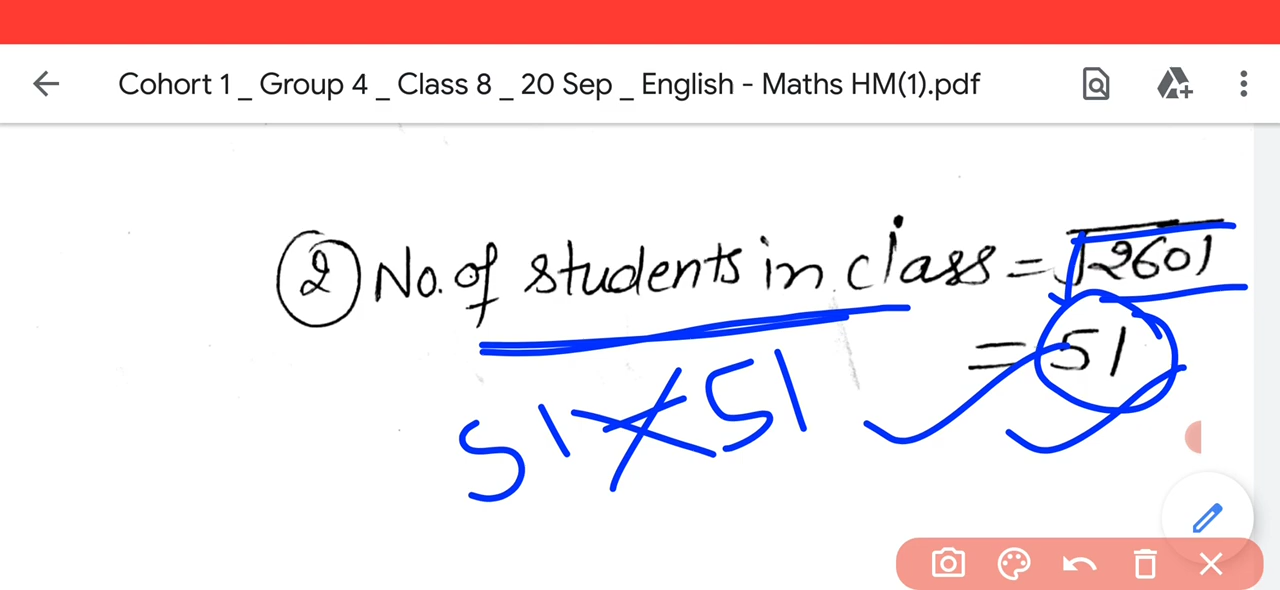 Cohort 1 _ Group 4 _ Class 8 _ 20 Sep _ English - Maths HM(1).pdf
② No. of students in class = √2601
= 51
51 × 51